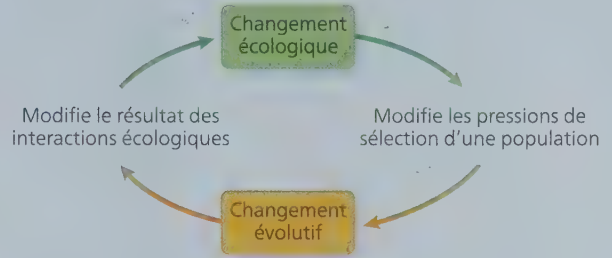 Changement
écologique
Modifie le résultat des
interactions écologiques
Modifie les pressions de
sélection d'une population
Changement
évolutif